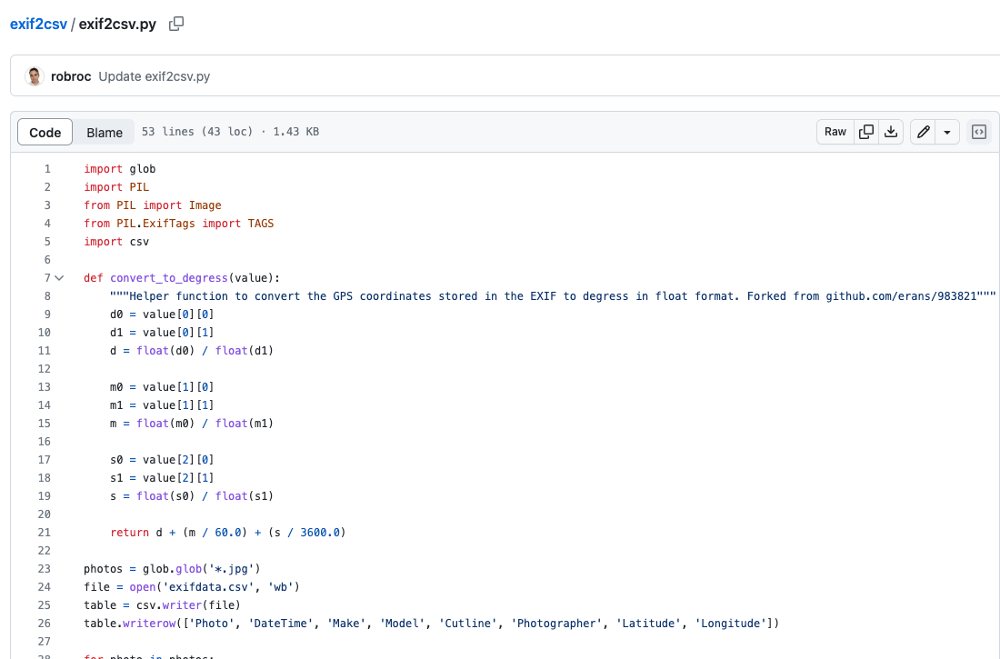 exif2csv / exif2csv.py
robroc Update exif2csv.py
Code Blame 53 lines (43 loc) · 1.43 KB Raw
1 import glob
2 import PIL
3 from PIL import Image
4 from PIL.ExifTags import TAGS
5 import csv
6
7 def convert_to_degress(value):
8 """Helper function to convert the GPS coordinates stored in the EXIF to degress in float format. Forked from github.com/erans/983821"""
9 d0 = value[0][0]
10 d1 = value[0][1]
11 d = float(d0) / float(d1)
12
13 m0 = value[1][0]
14 m1 = value[1][1]
15 m = float(m0) / float(m1)
16
17 s0 = value[2][0]
18 s1 = value[2][1]
19 s = float(s0) / float(s1)
20
21 return d + (m / 60.0) + (s / 3600.0)
22
23 photos = glob.glob('*.jpg')
24 file = open('exifdata.csv', 'wb')
25 table = csv.writer(file)
26 table.writerow(['Photo', 'DateTime', 'Make', 'Model', 'Cutline', 'Photographer', 'Latitude', 'Longitude'])
27
28 for photo in photos: